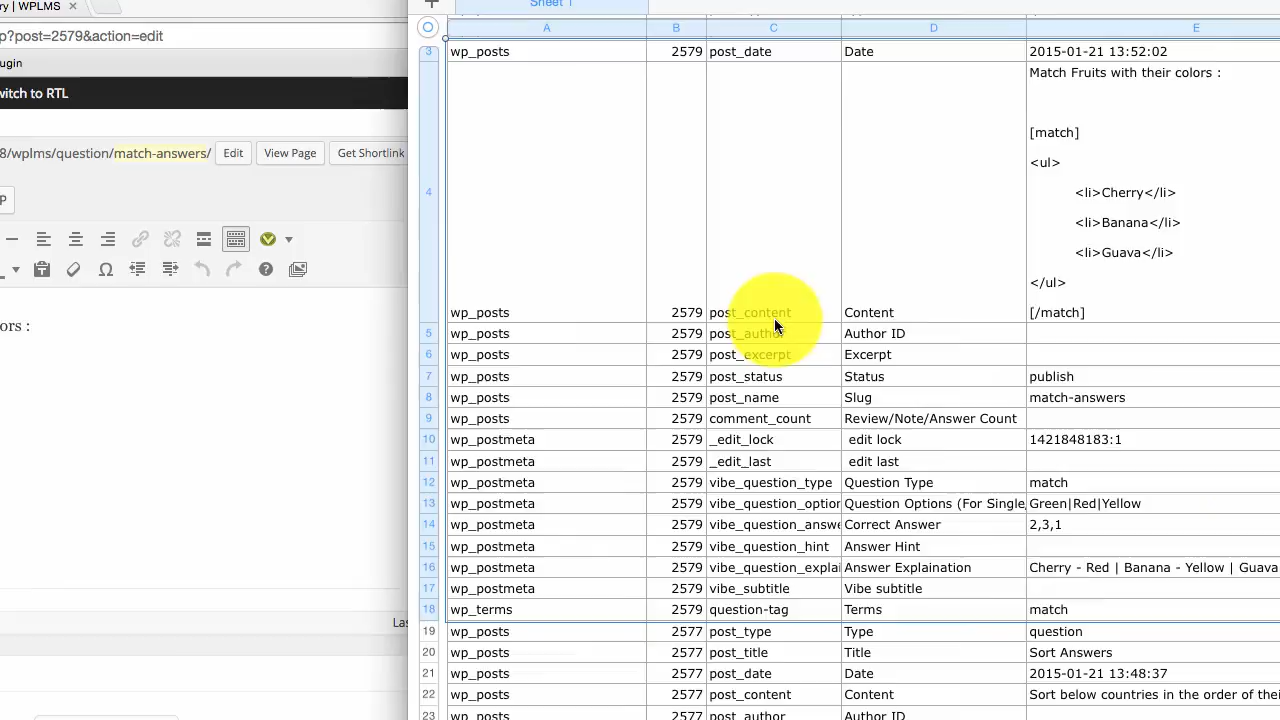 ry | WPLMS ×
p?post=2579&action=edit
ugin
witch to RTL
8/wplms/question/match-answers/ Edit View Page Get Shortlink
P
ors :
Las
Sheet 1
A B C D E
3 wp_posts 2579 post_date Date 2015-01-21 13:52:02
Match Fruits with their colors :
[match]
<ul>
4 <li>Cherry</li>
<li>Banana</li>
<li>Guava</li>
</ul>
wp_posts 2579 post_content Content [/match]
5 wp_posts 2579 post_author Author ID
6 wp_posts 2579 post_excerpt Excerpt
7 wp_posts 2579 post_status Status publish
8 wp_posts 2579 post_name Slug match-answers
9 wp_posts 2579 comment_count Review/Note/Answer Count
10 wp_postmeta 2579 _edit_lock edit lock 1421848183:1
11 wp_postmeta 2579 _edit_last edit last
12 wp_postmeta 2579 vibe_question_type Question Type match
13 wp_postmeta 2579 vibe_question_option Question Options (For Single, Green|Red|Yellow
14 wp_postmeta 2579 vibe_question_answe Correct Answer 2,3,1
15 wp_postmeta 2579 vibe_question_hint Answer Hint
16 wp_postmeta 2579 vibe_question_explai Answer Explaination Cherry - Red | Banana - Yellow | Guava
17 wp_postmeta 2579 vibe_subtitle Vibe subtitle
18 wp_terms 2579 question-tag Terms match
19 wp_posts 2577 post_type Type question
20 wp_posts 2577 post_title Title Sort Answers
21 wp_posts 2577 post_date Date 2015-01-21 13:48:37
22 wp_posts 2577 post_content Content Sort below countries in the order of thei
23 wp_posts 2577 post_author Author ID